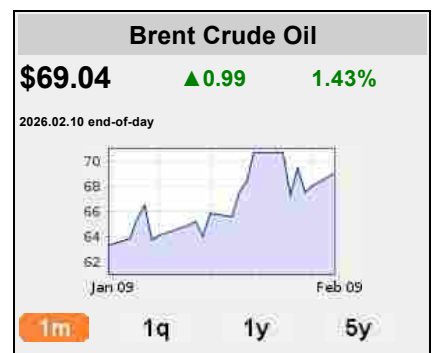 Brent Crude Oil
$69.04 ▲0.99 1.43%
2026.02.10 end-of-day
70
68
66
64
62
Jan 09 Feb 09
1m 1q 1y 5y